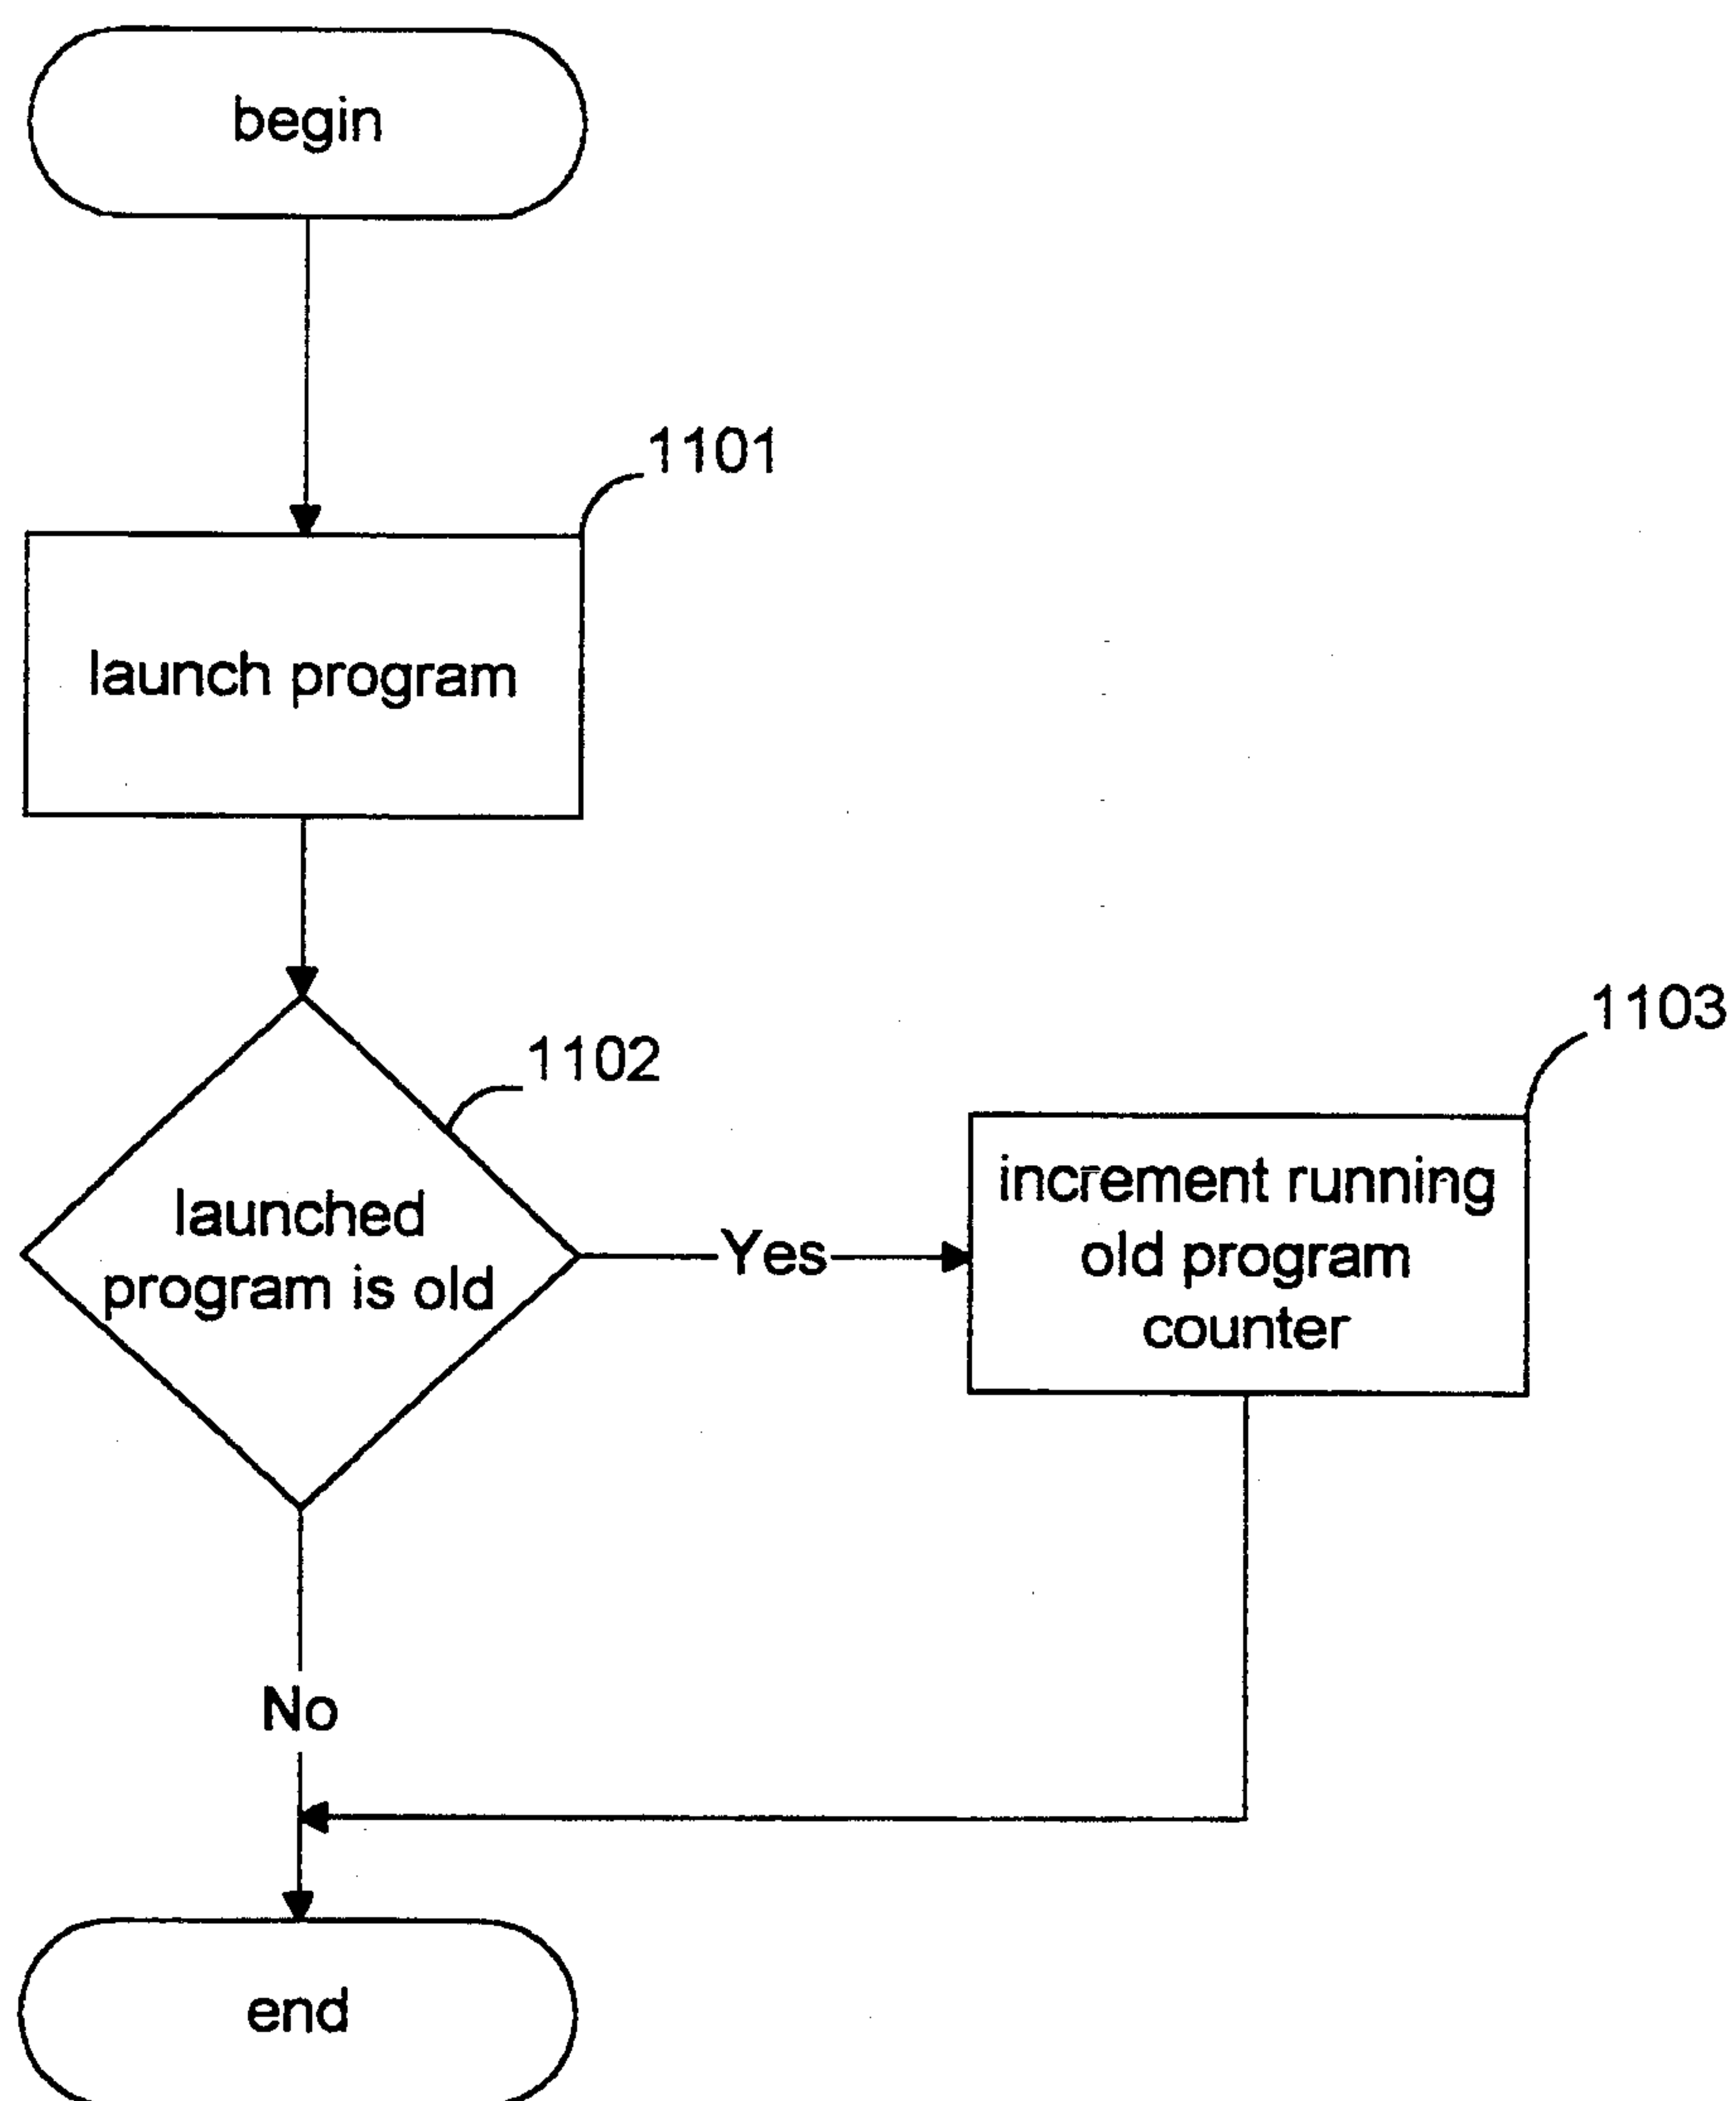 begin
1101
launch program
1102
launched
program is old
Yes
1103
increment running
old program
counter
No
end